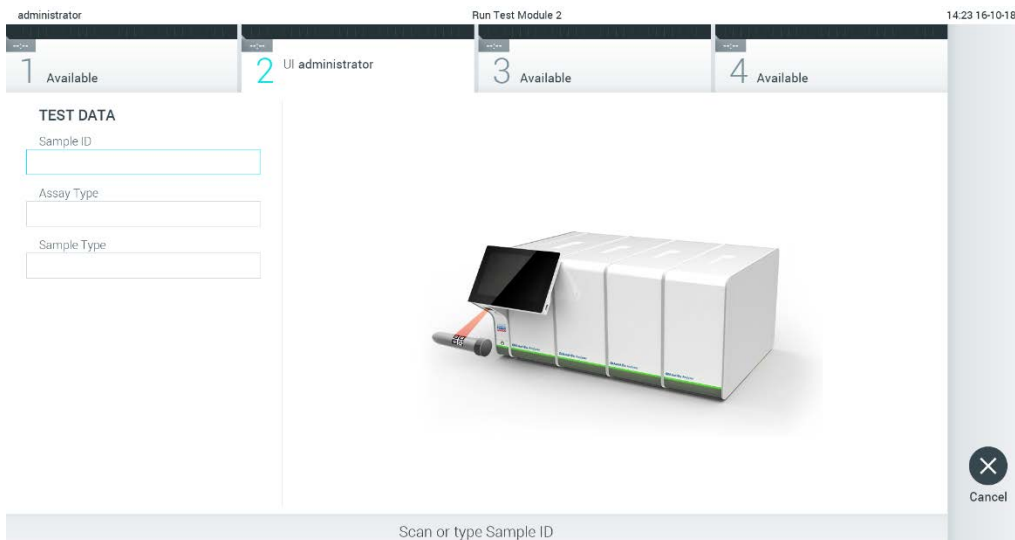 administrator
Run Test Module 2
14:23 16-10-18
--:-- --:-- --:-- --:--
1 Available
2 UI administrator
3 Available
4 Available
TEST DATA
Sample ID
Assay Type
Sample Type
Cancel
Scan or type Sample ID